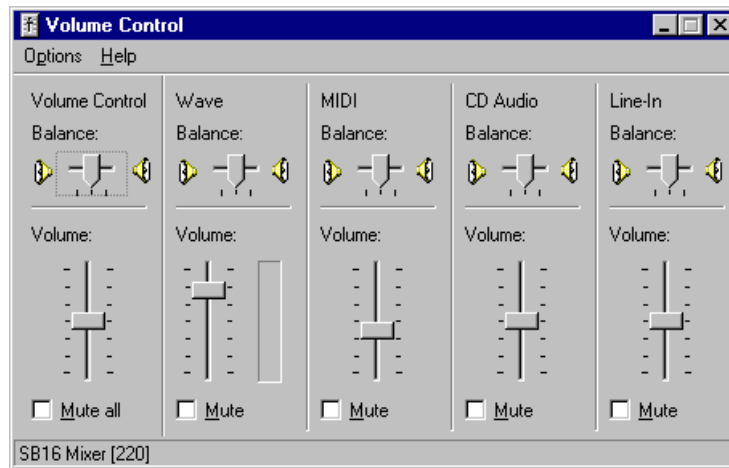 Volume Control
Options Help
Volume Control Wave MIDI CD Audio Line-In
Balance: Balance: Balance: Balance: Balance:
Volume: Volume: Volume: Volume: Volume:
Mute all Mute Mute Mute Mute
SB16 Mixer [220]